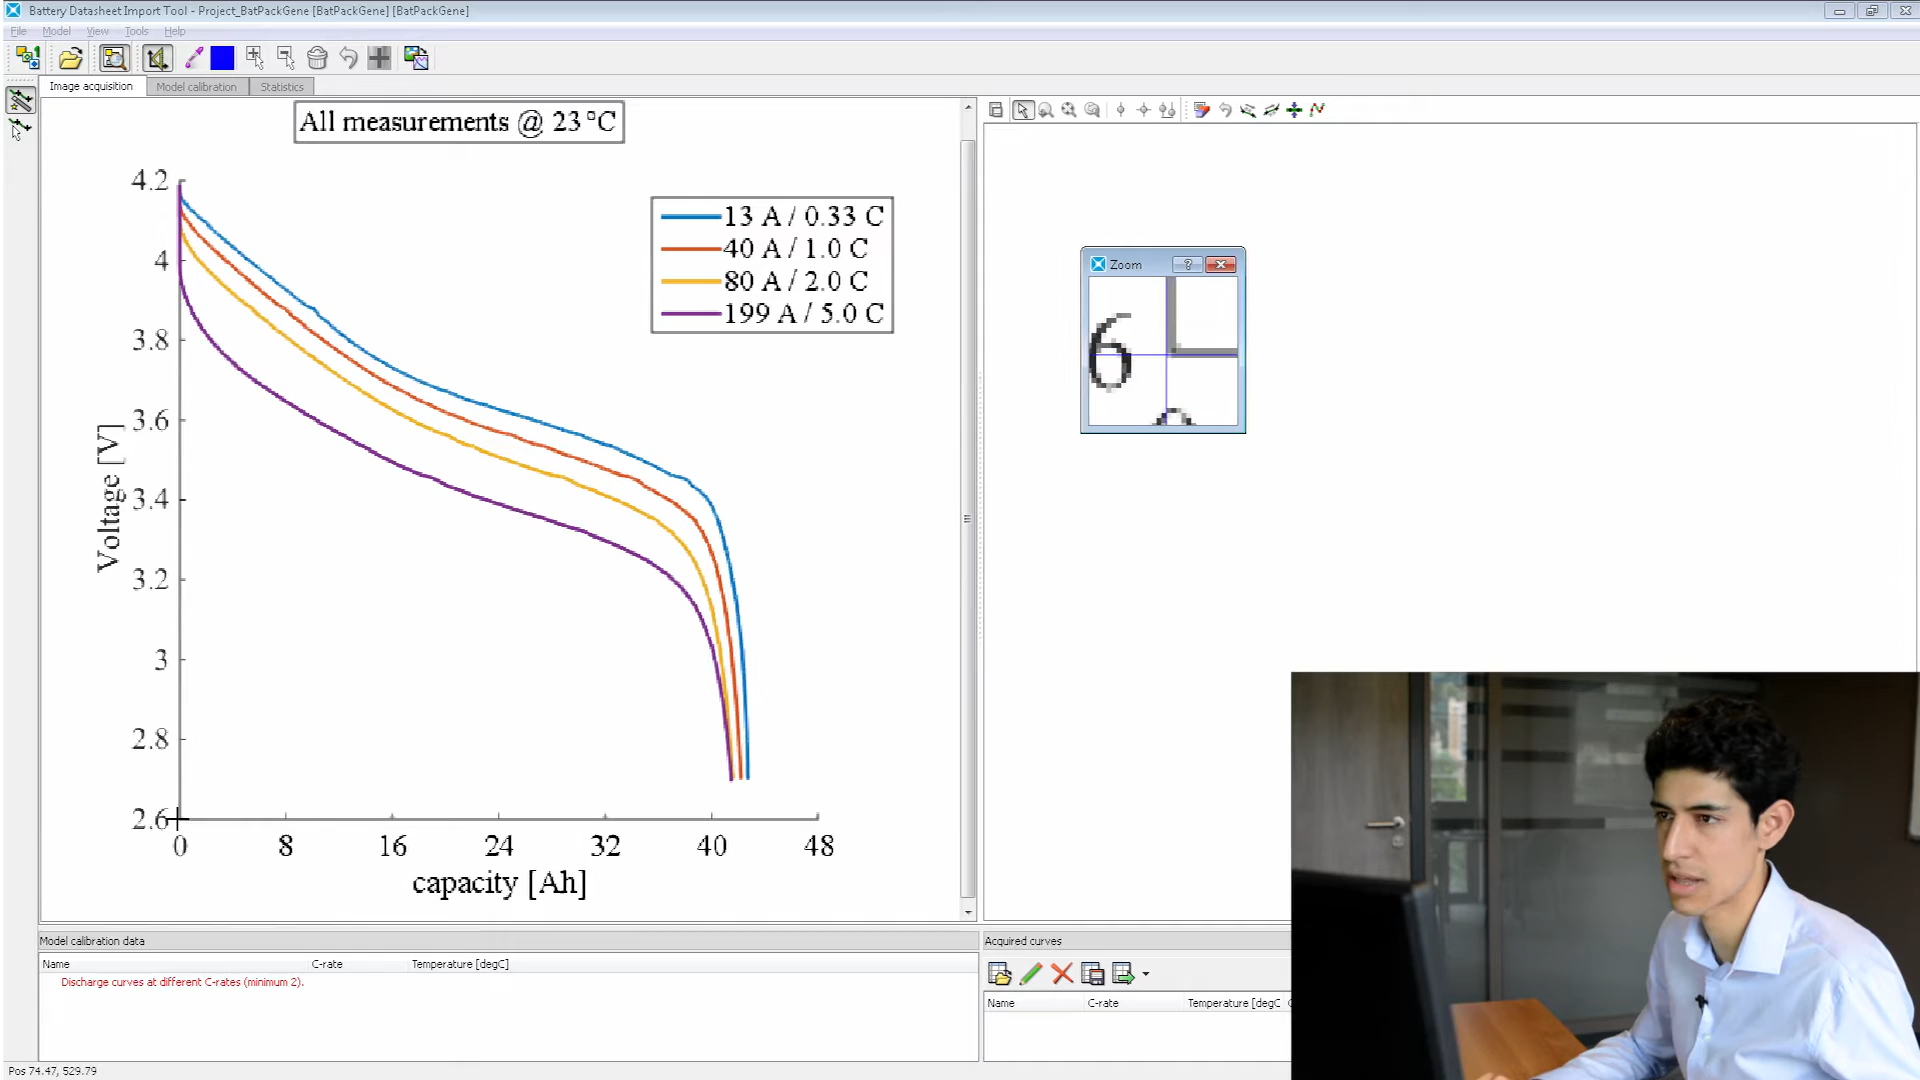 Battery Datasheet Import Tool - Project_BatPackGene [BatPackGene] [BatPackGene]
File Model View Tools Help
Image acquisition Model calibration Statistics
All measurements @ 23 °C
4.2
4
3.8
3.6
3.4
3.2
3
2.8
2.6
Voltage [V]
13 A / 0.33 C
40 A / 1.0 C
80 A / 2.0 C
199 A / 5.0 C
0 8 16 24 32 40 48
capacity [Ah]
Zoom
6
Model calibration data
Name C-rate Temperature [degC]
Discharge curves at different C-rates (minimum 2).
Acquired curves
Name C-rate Temperature [degC
Pos 74.47, 529.79